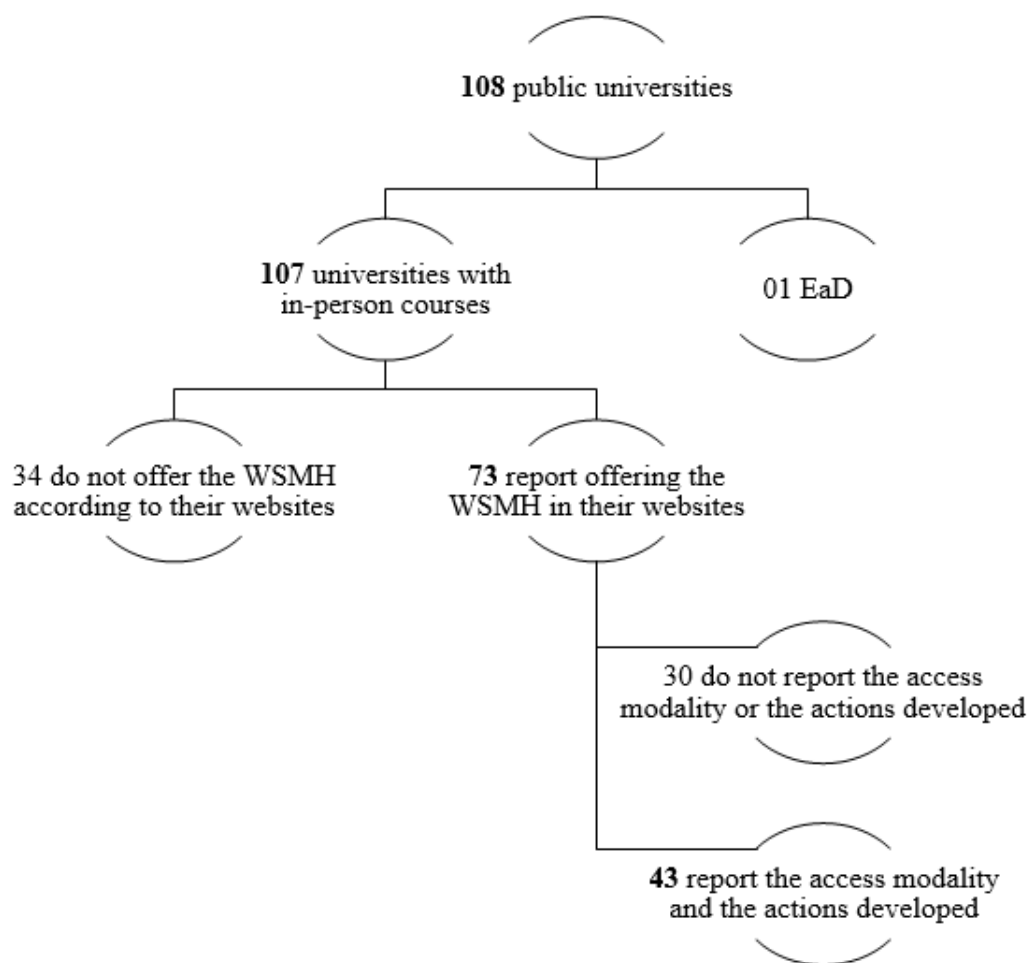 108 public universities
107 universities with
in-person courses
01 EaD
34 do not offer the WSMH
according to their websites
73 report offering the
WSMH in their websites
30 do not report the access
modality or the actions developed
43 report the access modality
and the actions developed